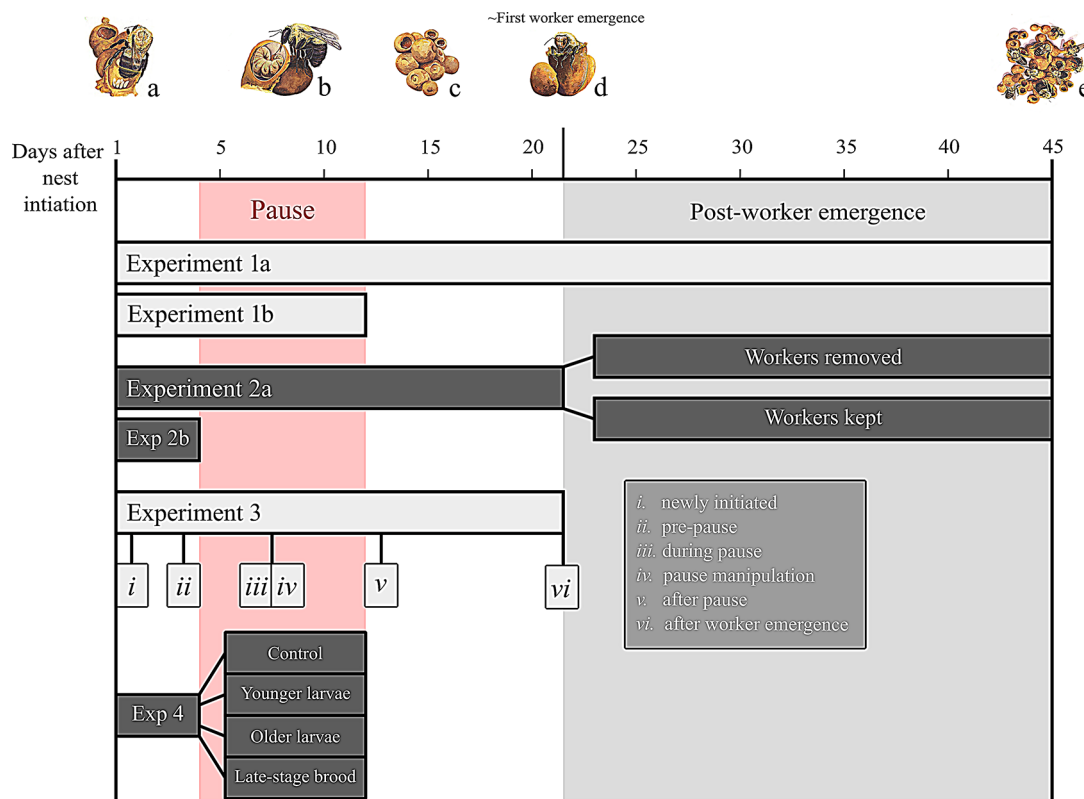 ~First worker emergence
a
b
c
d
e
Days after
nest
intiation
1
5
10
15
20
25
30
35
40
45
Pause
Post-worker emergence
Experiment 1a
Experiment 1b
Workers removed
Experiment 2a
Workers kept
Exp 2b
Experiment 3
i. newly initiated
ii. pre-pause
iii. during pause
iv. pause manipulation
v. after pause
vi. after worker emergence
i
ii
iii
iv
v
vi
Control
Younger larvae
Exp 4
Older larvae
Late-stage brood